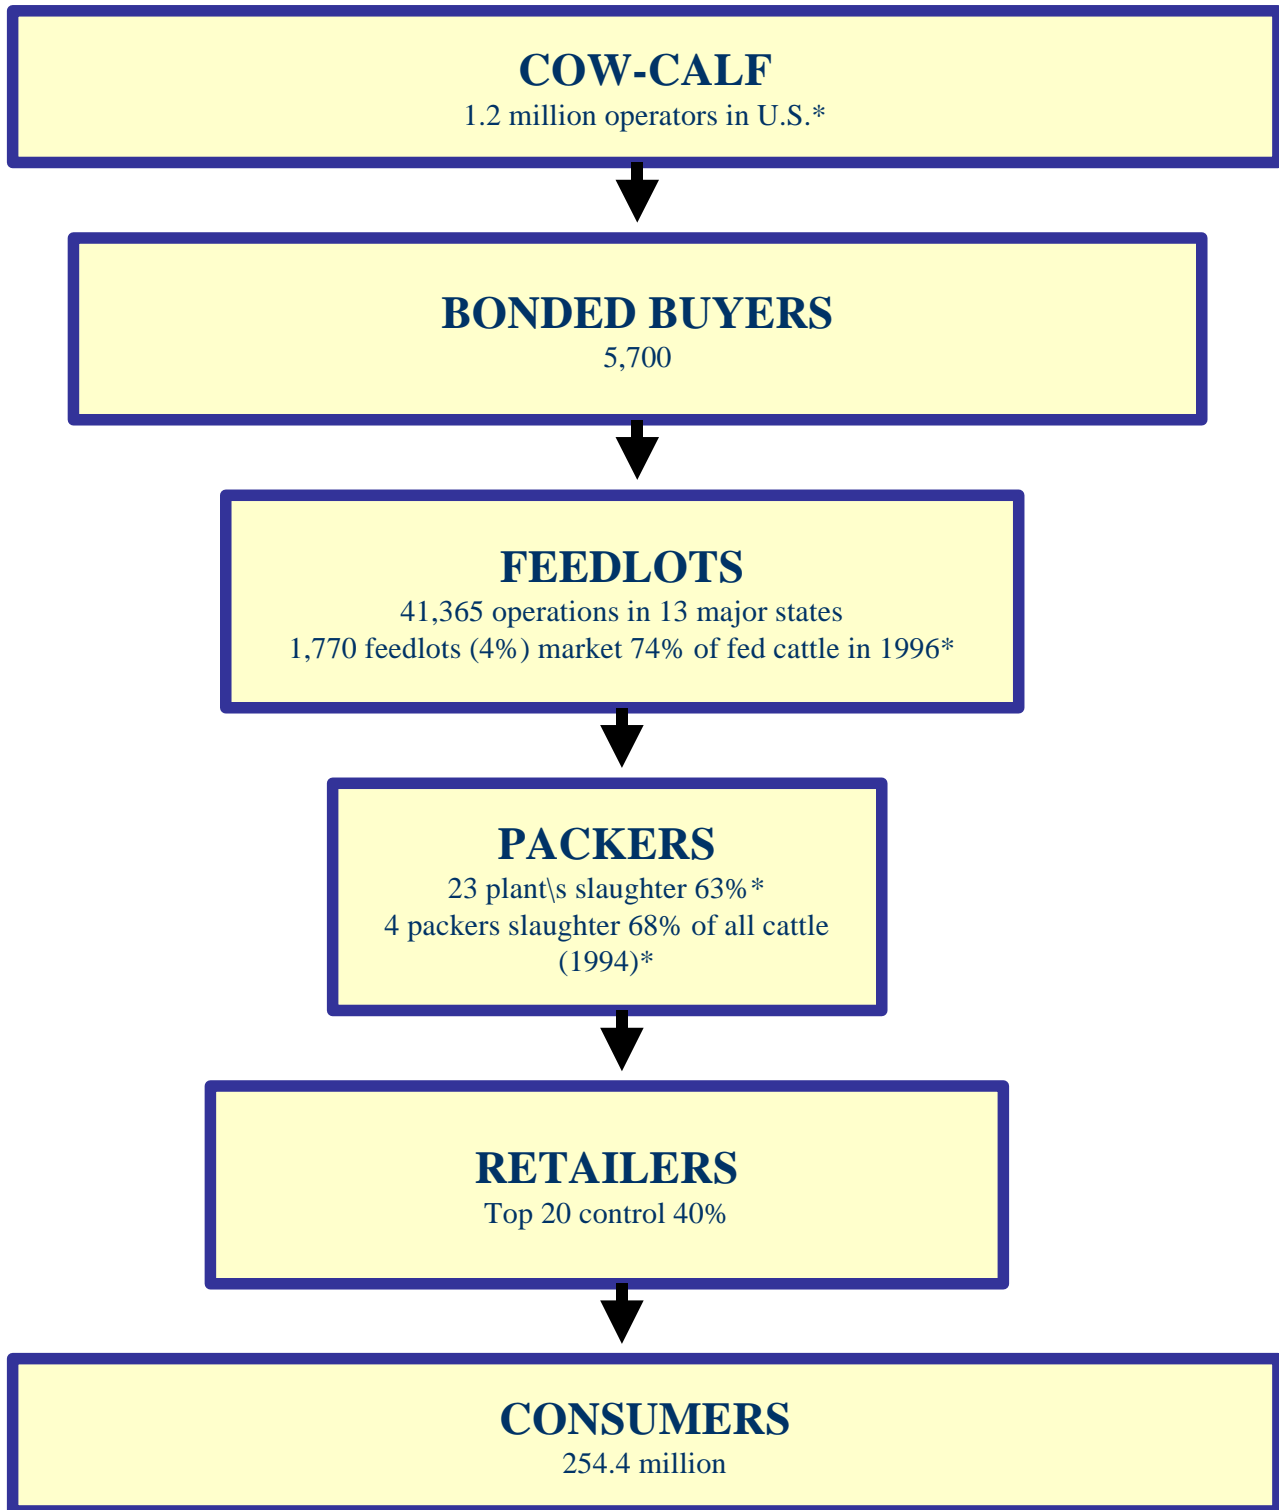 COW-CALF
1.2 million operators in U.S.*
BONDED BUYERS
5,700
FEEDLOTS
41,365 operations in 13 major states
1,770 feedlots (4%) market 74% of fed cattle in 1996*
PACKERS
23 plant\s slaughter 63%*
4 packers slaughter 68% of all cattle
(1994)*
RETAILERS
Top 20 control 40%
CONSUMERS
254.4 million